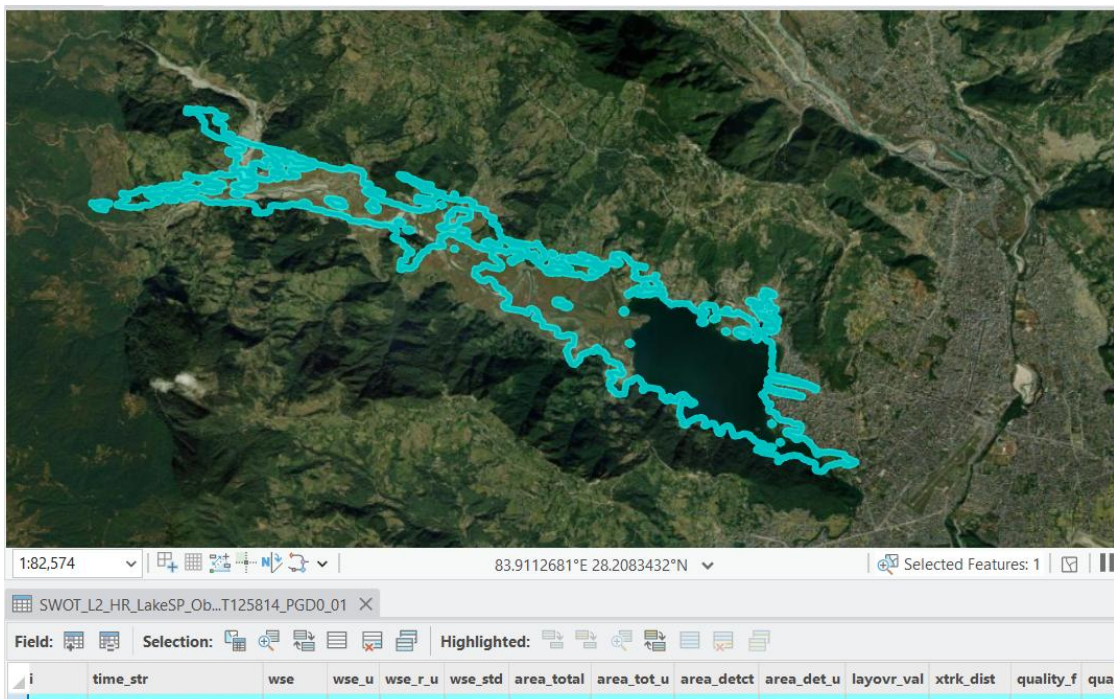 1:82,574
83.9112681°E 28.2083432°N
Selected Features: 1
SWOT_L2_HR_LakeSP_Ob...T125814_PGD0_01
Field: Selection: Highlighted:
i time_str wse wse_u wse_r_u wse_std area_total area_tot_u area_detct area_det_u layovr_val xtrk_dist quality_f qua